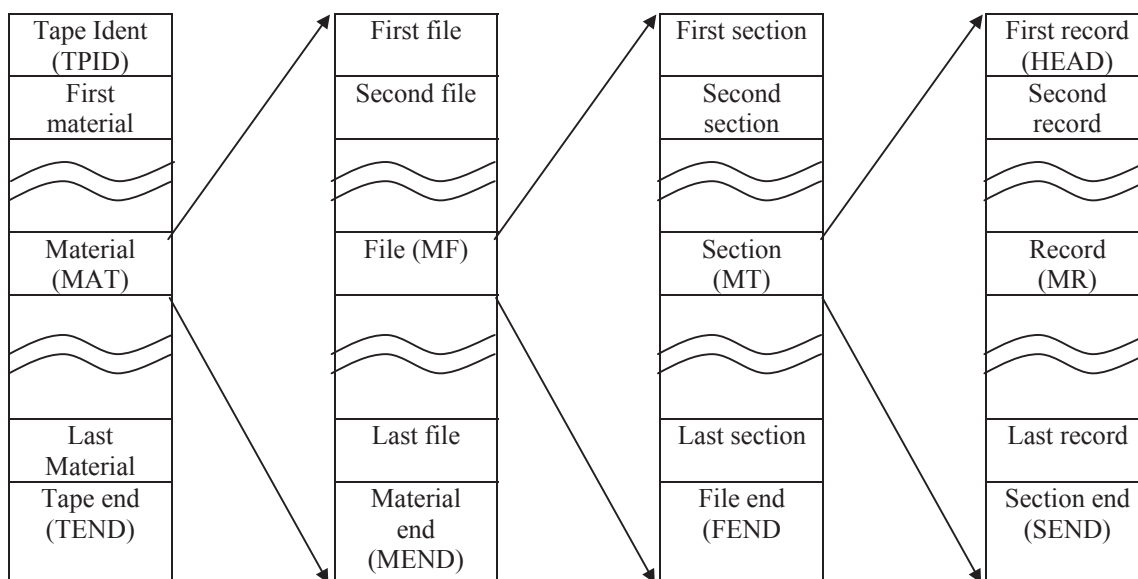 Tape Ident
(TPID)
First
material
Material
(MAT)
Last
Material
Tape end
(TEND)
First file
Second file
File (MF)
Last file
Material
end
(MEND)
First section
Second
section
Section
(MT)
Last section
File end
(FEND
First record
(HEAD)
Second
record
Record
(MR)
Last record
Section end
(SEND)